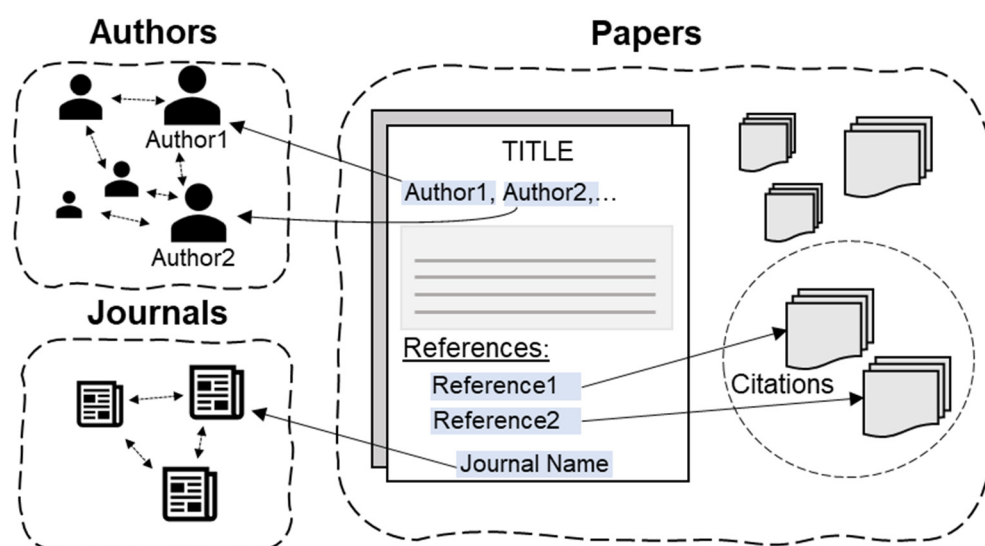 Authors
Author1
Author2
Journals
Papers
TITLE
Author1, Author2,...
References:
Reference1
Reference2
Journal Name
Citations